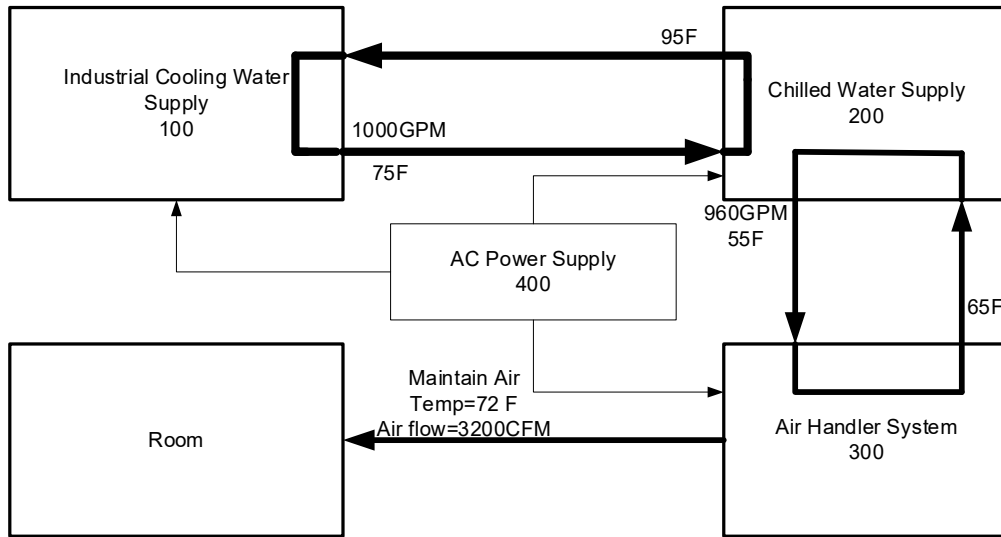 95F
Industrial Cooling Water
Supply
100
Chilled Water Supply
200
1000GPM
75F
960GPM
55F
AC Power Supply
400
65F
Maintain Air
Temp=72 F
Air flow=3200CFM
Room
Air Handler System
300